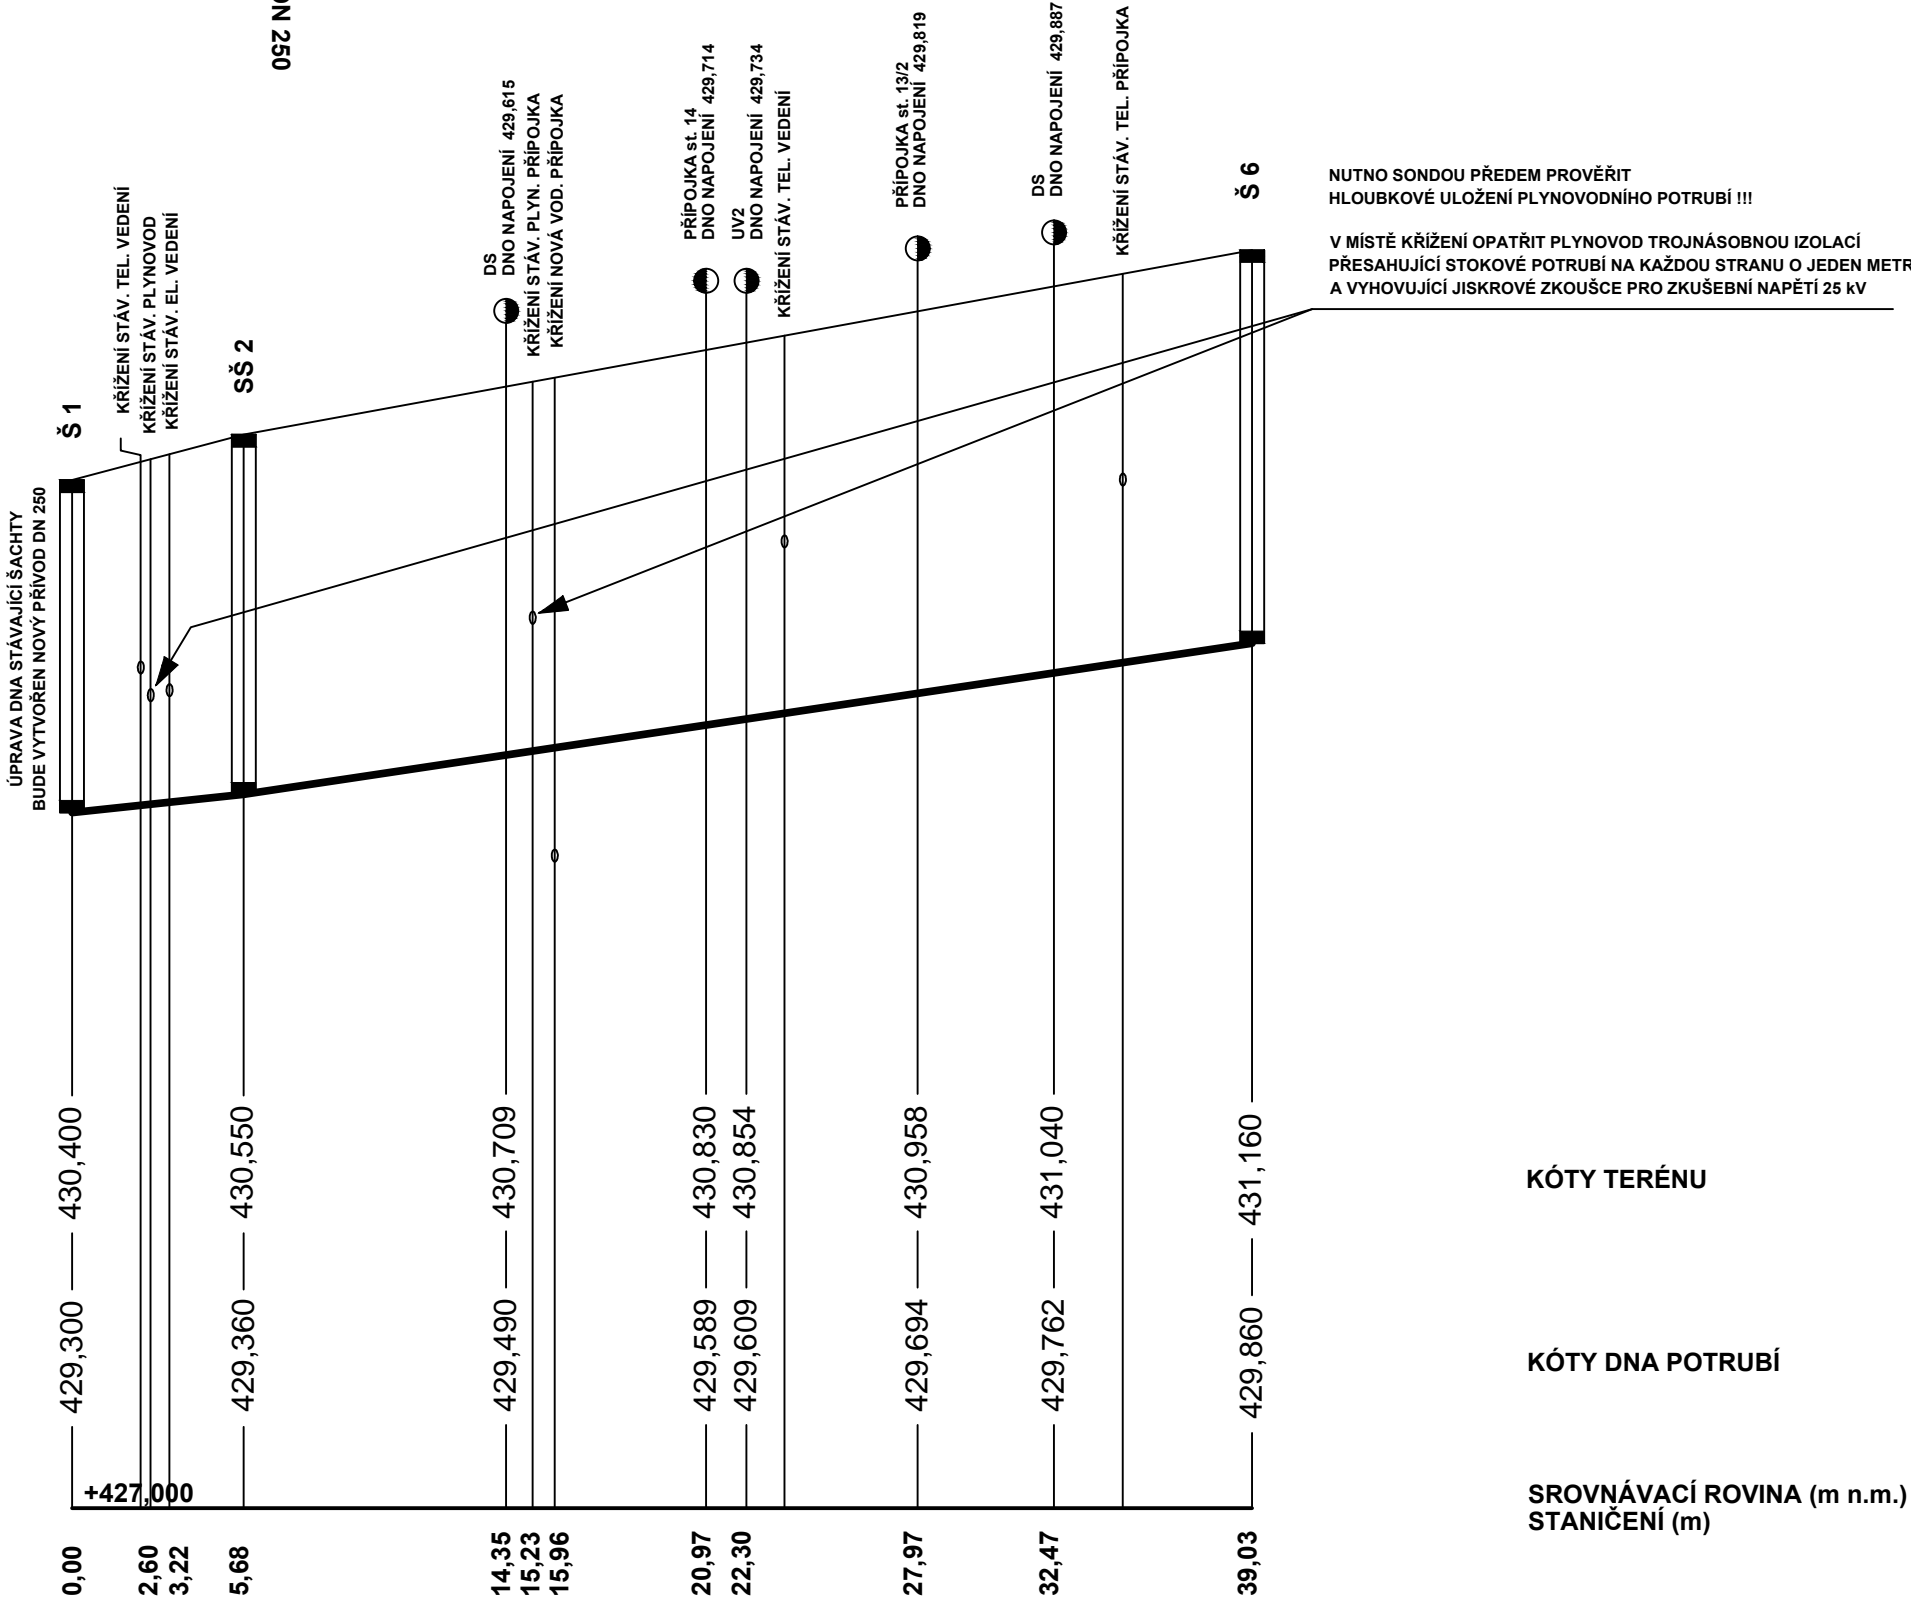 DN 250
ÚPRAVA DNA STÁVAJÍCÍ ŠACHTY
BUDE VYTVOŘEN NOVÝ PŘÍVOD DN 250
Š 1
KŘÍŽENÍ STÁV. TEL. VEDENÍ
KŘÍŽENÍ STÁV. PLYNOVOD
KŘÍŽENÍ STÁV. EL. VEDENÍ
SŠ 2
DS
DNO NAPOJENÍ 429,615
KŘÍŽENÍ STÁV. PLYN. PŘÍPOJKA
KŘÍŽENÍ NOVÁ VOD. PŘÍPOJKA
PŘÍPOJKA st. 14
DNO NAPOJENÍ 429,714
UV2
DNO NAPOJENÍ 429,734
KŘÍŽENÍ STÁV. TEL. VEDENÍ
PŘÍPOJKA st. 13/2
DNO NAPOJENÍ 429,819
DS
DNO NAPOJENÍ 429,887
KŘÍŽENÍ STÁV. TEL. PŘÍPOJKA
Š 6
NUTNO SONDOU PŘEDEM PROVĚŘIT
HLOUBKOVÉ ULOŽENÍ PLYNOVODNÍHO POTRUBÍ !!!
V MÍSTĚ KŘÍŽENÍ OPATŘIT PLYNOVOD TROJNÁSOBNOU IZOLACÍ
PŘESAHUJÍCÍ STOKOVÉ POTRUBÍ NA KAŽDOU STRANU O JEDEN METR
A VYHOVUJÍCÍ JISKROVÉ ZKOUŠCE PRO ZKUŠEBNÍ NAPĚTÍ 25 kV
430,400 430,550 430,709 430,830 430,854 430,958 431,040 431,160
KÓTY TERÉNU
429,300 429,360 429,490 429,589 429,609 429,694 429,762 429,860
KÓTY DNA POTRUBÍ
+427,000
SROVNÁVACÍ ROVINA (m n.m.)
STANIČENÍ (m)
0,00 2,60 3,22 5,68 14,35 15,23 15,96 20,97 22,30 27,97 32,47 39,03